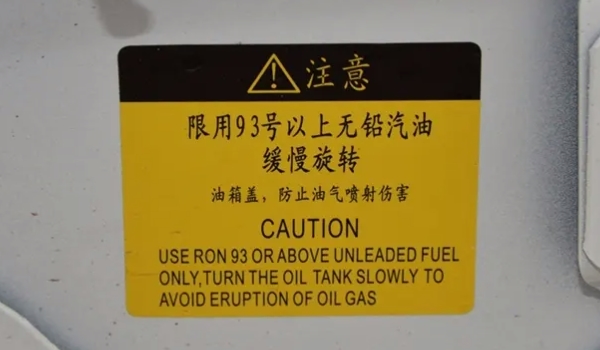 注意
限用93号以上无铅汽油
缓慢旋转
油箱盖，防止油气喷射伤害
CAUTION
USE RON 93 OR ABOVE UNLEADED FUEL
ONLY,TURN THE OIL TANK SLOWLY TO
AVOID ERUPTION OF OIL GAS